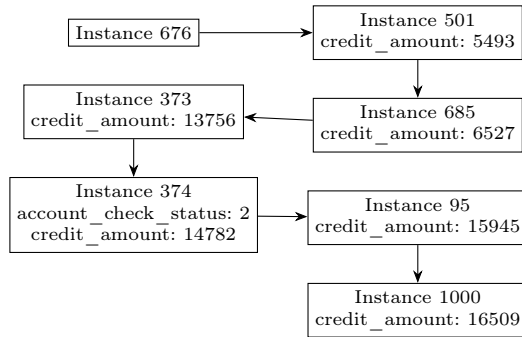 Instance 676
Instance 501
credit_amount: 5493
Instance 685
credit_amount: 6527
Instance 373
credit_amount: 13756
Instance 374
account_check_status: 2
credit_amount: 14782
Instance 95
credit_amount: 15945
Instance 1000
credit_amount: 16509